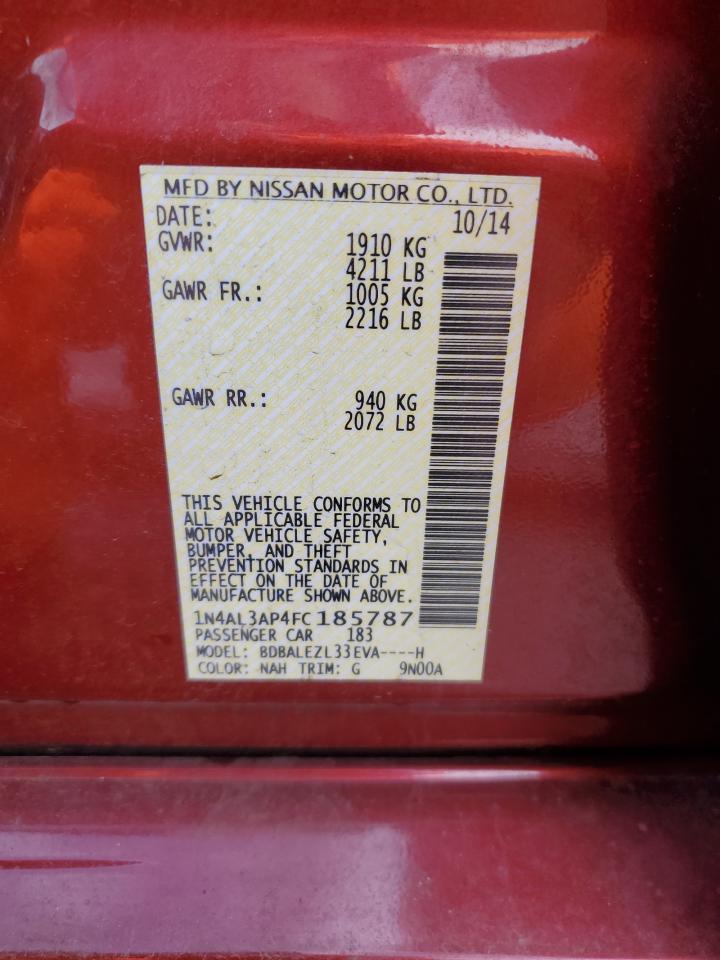 MFD BY NISSAN MOTOR CO., LTD.
DATE: 10/14
GVWR: 1910 KG
4211 LB
GAWR FR.: 1005 KG
2216 LB
GAWR RR.: 940 KG
2072 LB
THIS VEHICLE CONFORMS TO
ALL APPLICABLE FEDERAL
MOTOR VEHICLE SAFETY,
BUMPER, AND THEFT
PREVENTION STANDARDS IN
EFFECT ON THE DATE OF
MANUFACTURE SHOWN ABOVE.
1N4AL3AP4FC185787
PASSENGER CAR 183
MODEL: BDBALEZL33EVA----H
COLOR: NAH TRIM: G 9N00A